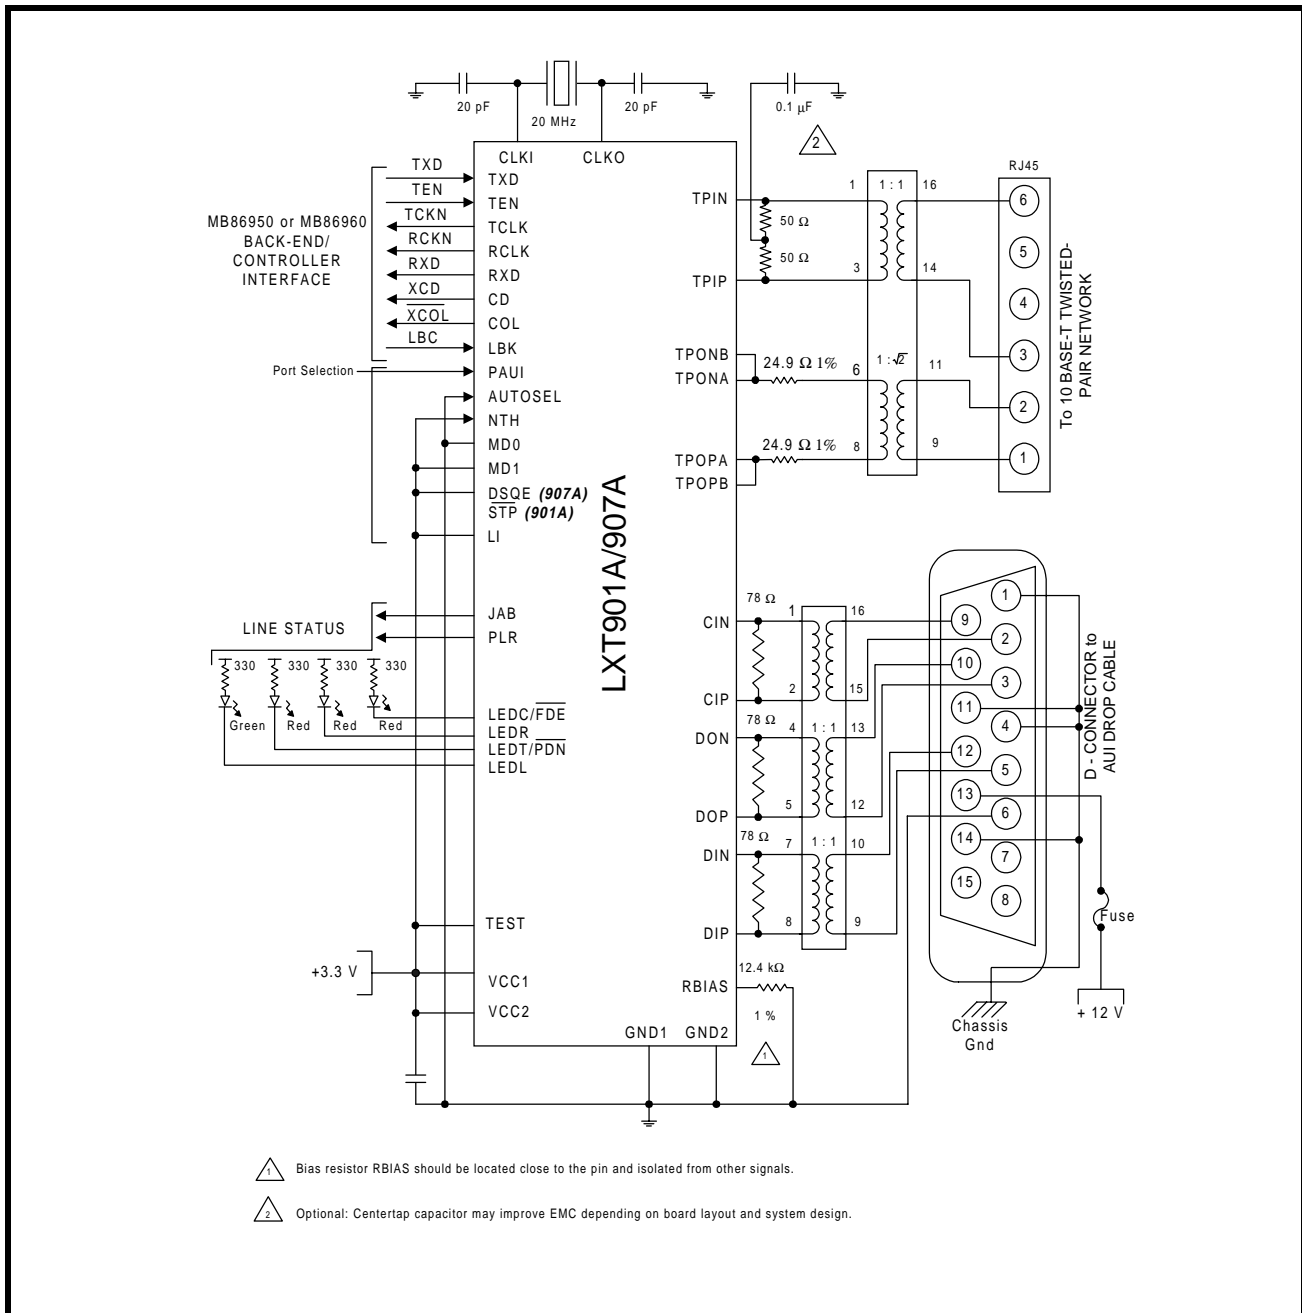 20 pF
20 MHz
20 pF
0.1 µF
2
CLKI
CLKO
MB86950 or MB86960
BACK-END/
CONTROLLER
INTERFACE
TXD
TEN
TCKN
RCKN
RXD
XCD
XCOL
LBC
Port Selection
TXD
TEN
TCLK
RCLK
RXD
CD
COL
LBK
PAUI
AUTOSEL
NTH
MD0
MD1
DSQE (907A)
STP (901A)
LI
JAB
PLR
LINE STATUS
330
330
330
330
Green
Red
Red
Red
LEDC/FDE
LEDR
LEDT/PDN
LEDL
TEST
+3.3 V
VCC1
VCC2
LXT901A/907A
GND1
GND2
TPIN
TPIP
TPONB
TPONA
TPOPA
TPOPB
50 Ω
50 Ω
24.9 Ω 1%
24.9 Ω 1%
1
1 : 1
16
3
14
6
1 : √2
11
8
9
RJ45
6
5
4
3
2
1
To 10 BASE-T TWISTED-
PAIR NETWORK
CIN
CIP
DON
DOP
DIN
DIP
RBIAS
78 Ω
78 Ω
78 Ω
12.4 kΩ
1 %
1
1
16
2
15
4
1 : 1
13
5
12
7
1 : 1
10
8
9
1
9
2
10
3
11
4
12
5
13
6
14
7
15
8
D - CONNECTOR to
AUI DROP CABLE
Fuse
+ 12 V
Chassis
Gnd
1 Bias resistor RBIAS should be located close to the pin and isolated from other signals.
2 Optional: Centertap capacitor may improve EMC depending on board layout and system design.